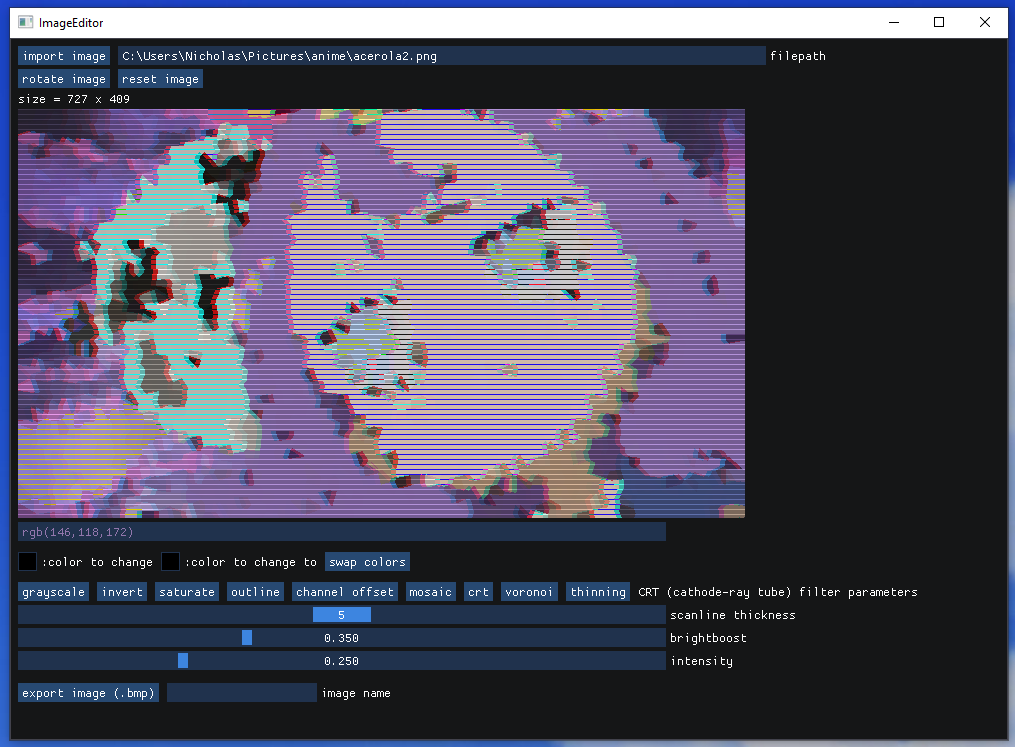 ImageEditor
import image C:\Users\Nicholas\Pictures\anime\acerola2.png filepath
rotate image reset image
size = 727 x 409
rgb(146,118,172)
:color to change :color to change to swap colors
grayscale invert saturate outline channel offset mosaic crt voronoi thinning CRT (cathode-ray tube) filter parameters
5 scanline thickness
0.350 brightboost
0.250 intensity
export image (.bmp) image name